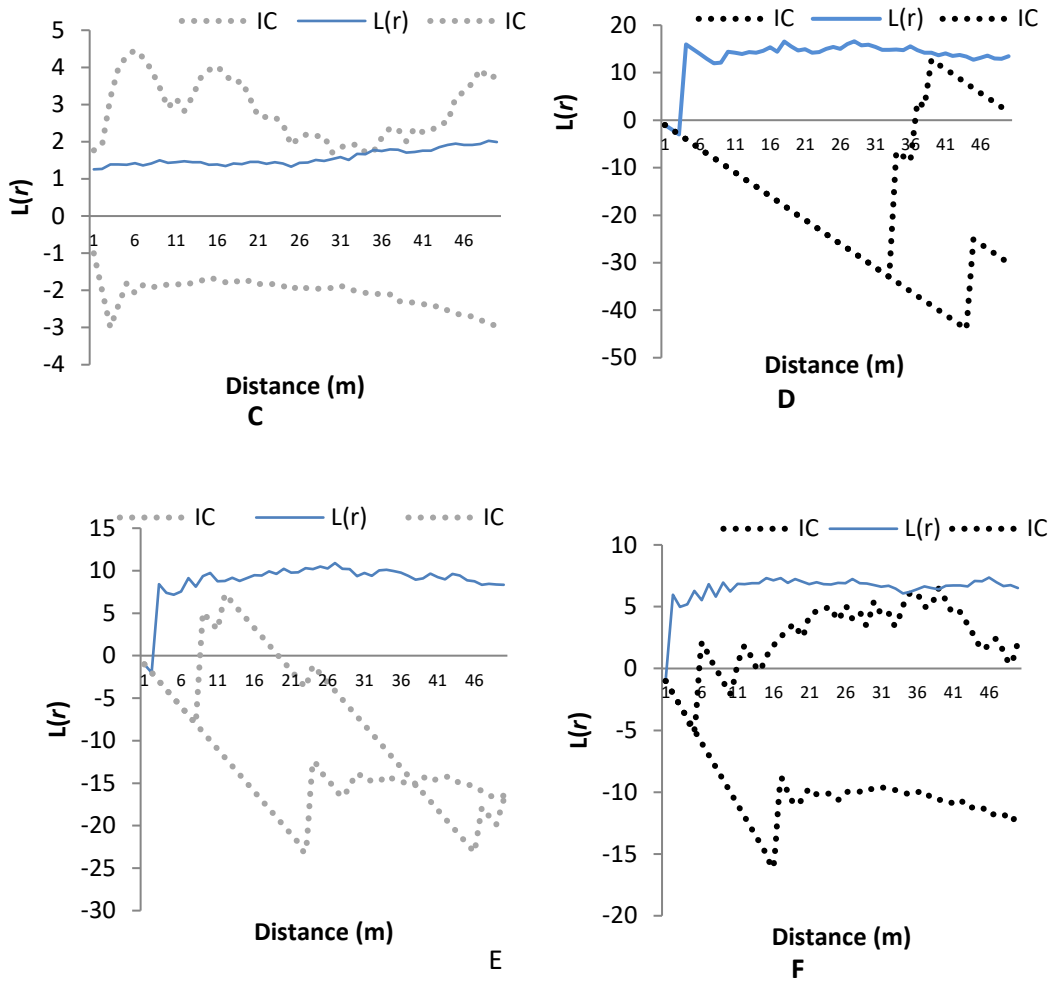 IC L(r) IC
5
4
3
2
1
0
-1
-2
-3
-4
1 6 11 16 21 26 31 36 41 46
L(r)
Distance (m)
C
IC L(r) IC
20
10
0
-10
-20
-30
-40
-50
1 6 11 16 21 26 31 36 41 46
L(r)
Distance (m)
D
IC L(r) IC
15
10
5
0
-5
-10
-15
-20
-25
-30
1 6 11 16 21 26 31 36 41 46
L(r)
Distance (m)
E
IC L(r) IC
10
5
0
-5
-10
-15
-20
1 6 11 16 21 26 31 36 41 46
L(r)
Distance (m)
F